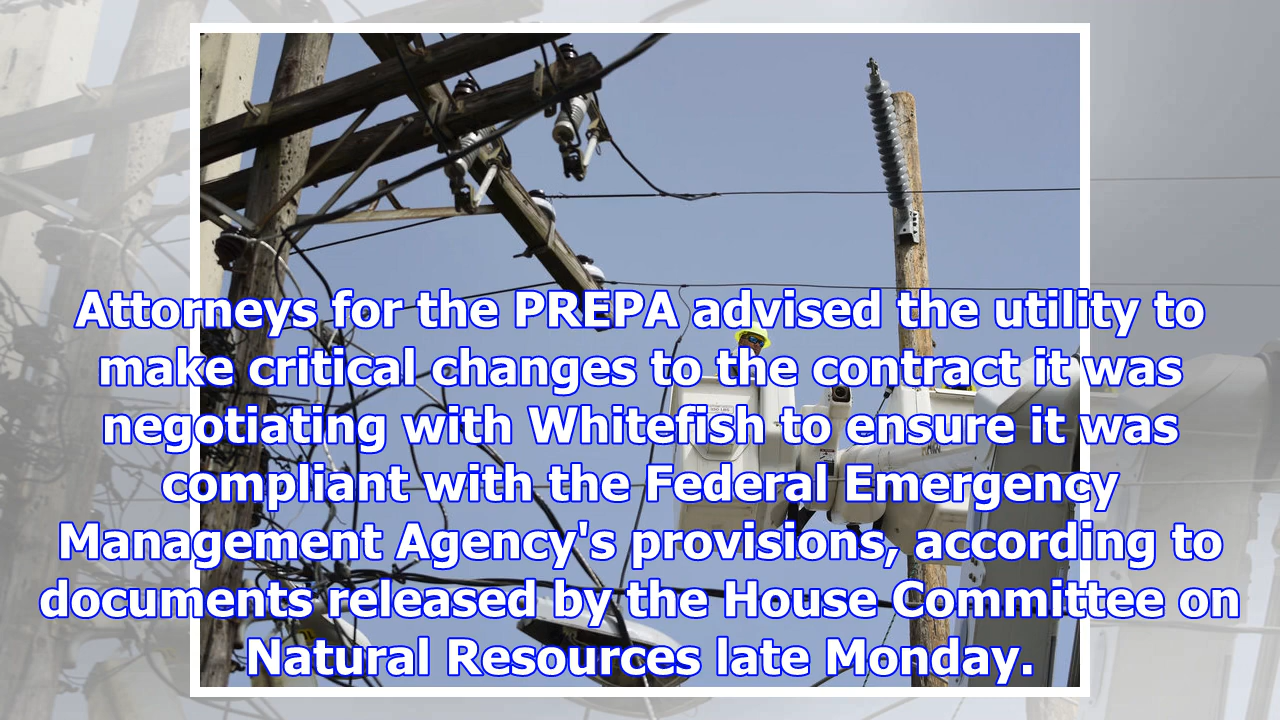 Attorneys for the PREPA advised the utility to
make critical changes to the contract it was
negotiating with Whitefish to ensure it was
compliant with the Federal Emergency
Management Agency's provisions, according to
documents released by the House Committee on
Natural Resources late Monday.